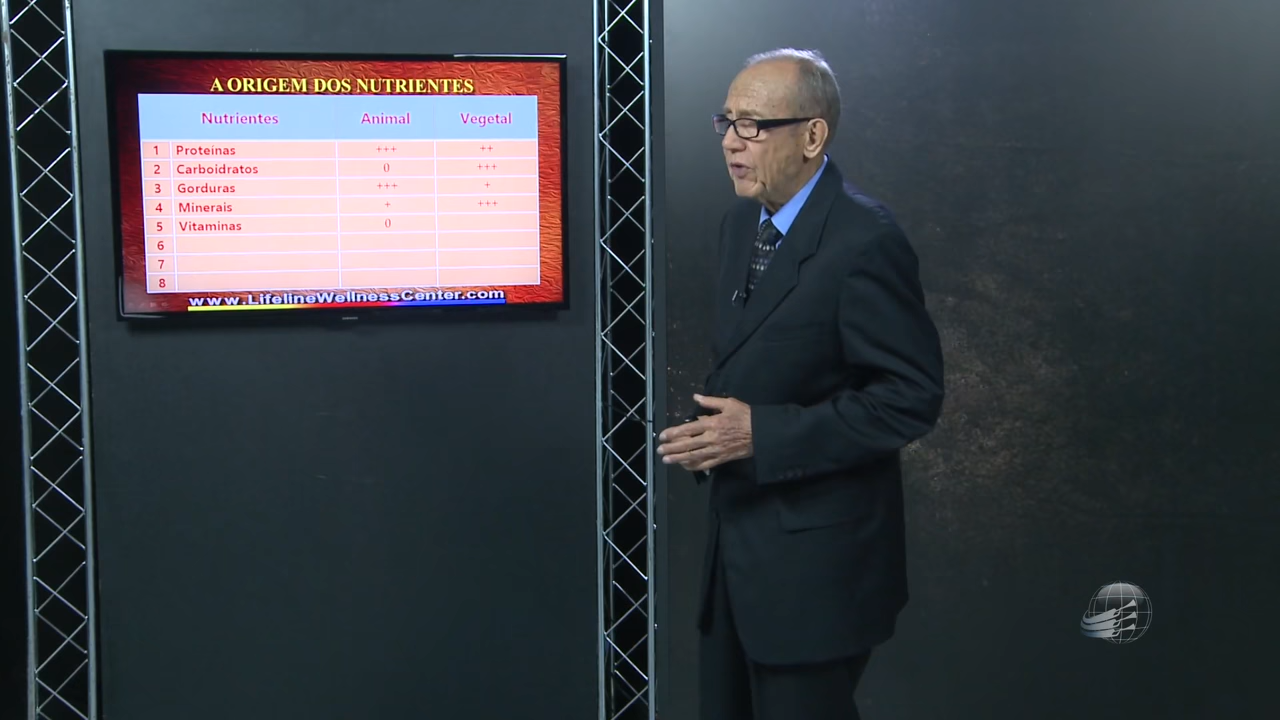 A ORIGEM DOS NUTRIENTES
Nutrientes Animal Vegetal
1 Proteínas +++ ++
2 Carboidratos 0 +++
3 Gorduras +++ +
4 Minerais + +++
5 Vitaminas 0
6
7
8
www.LifelineWellnessCenter.com